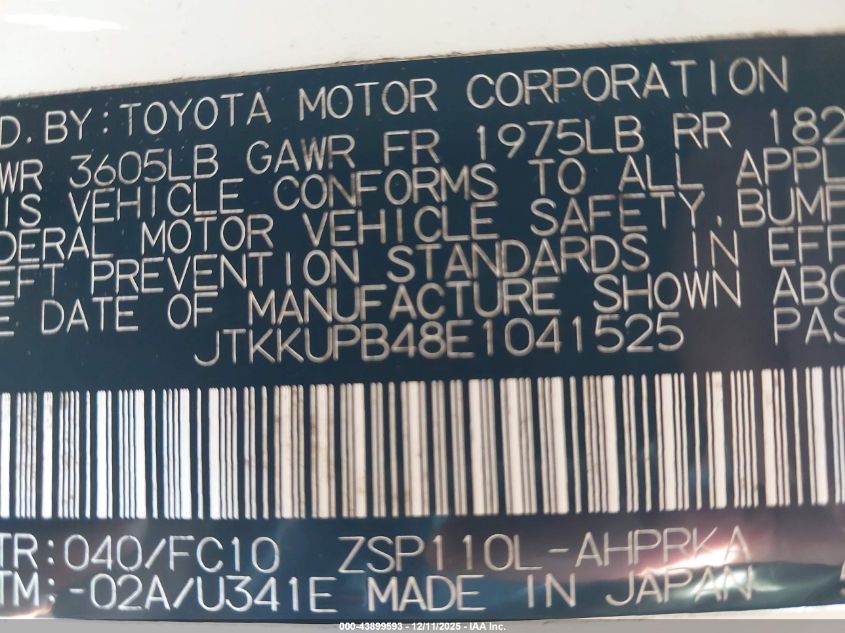 D. BY: TOYOTA MOTOR CORPORATION
WR 3605LB GAWR FR 1975LB RR 182
IS VEHICLE CONFORMS TO ALL APPL
DERAL MOTOR VEHICLE SAFETY, BUMP
EFT PREVENTION STANDARDS IN EFF
E DATE OF MANUFACTURE SHOWN ABO
JTKKUPB48E1041525 PAS
TR: 040/FC10 ZSP110L-AHPRKA
TM: -02A/U341E MADE IN JAPAN
000-43899593 - 12/11/2025 - IAA Inc.